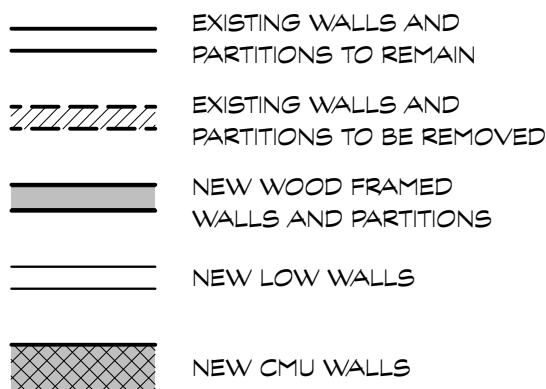 EXISTING WALLS AND
PARTITIONS TO REMAIN
EXISTING WALLS AND
PARTITIONS TO BE REMOVED
NEW WOOD FRAMED
WALLS AND PARTITIONS
NEW LOW WALLS
NEW CMU WALLS